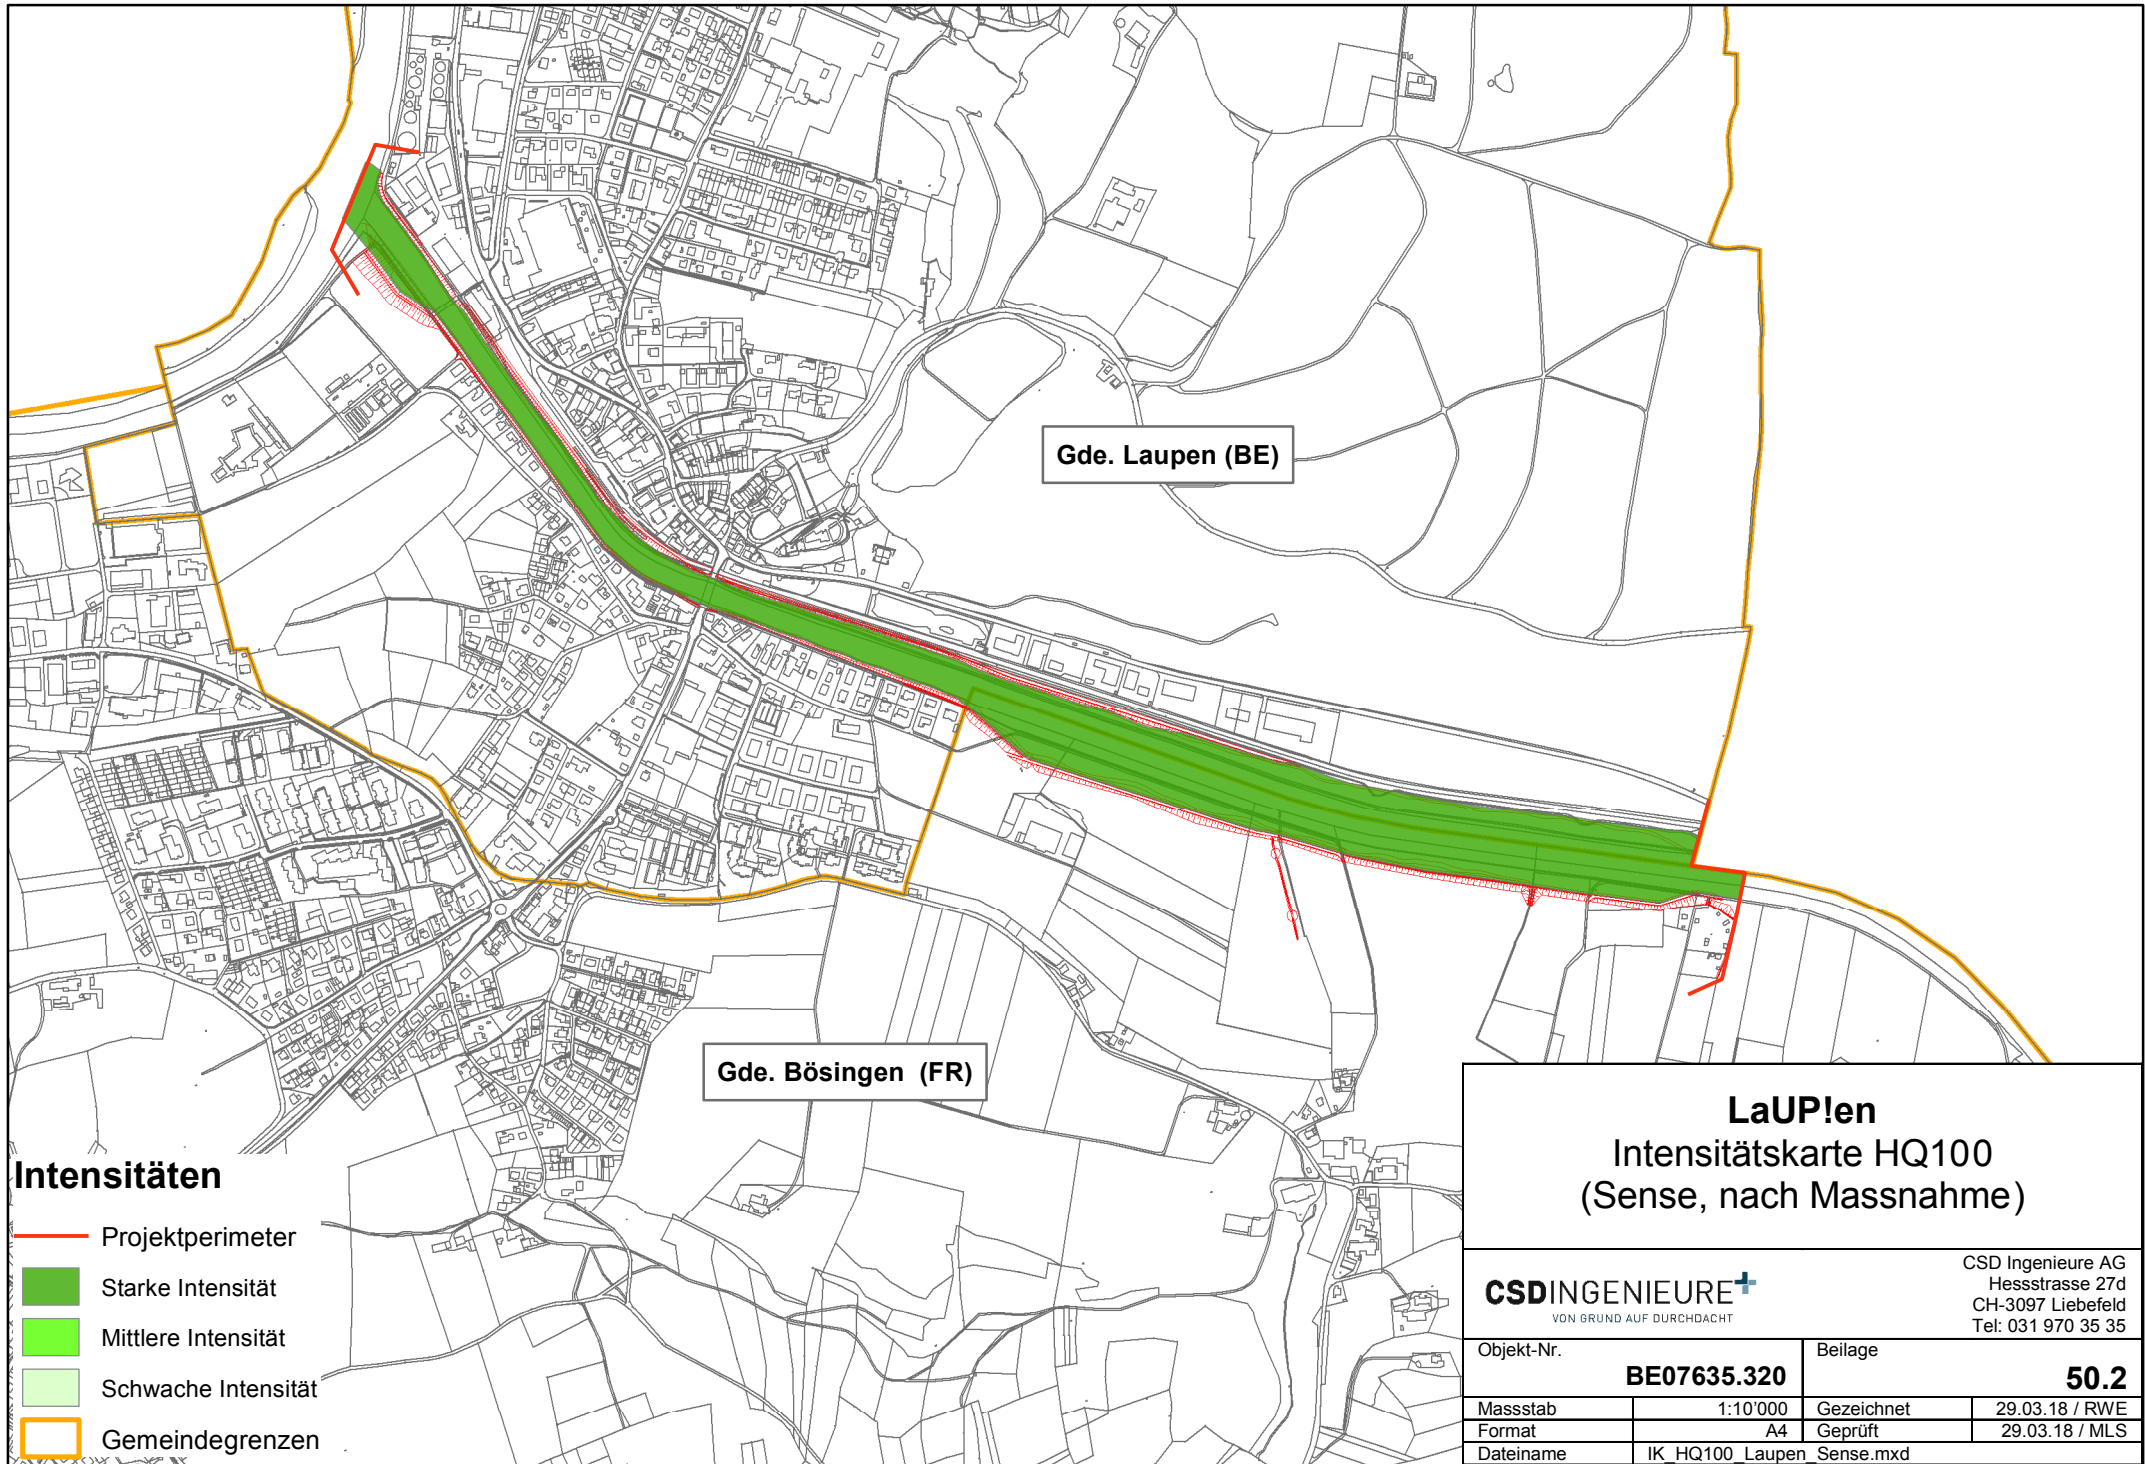 Gde. Laupen (BE)
Gde. Bösingen (FR)
Intensitäten
Projektperimeter
Starke Intensität
Mittlere Intensität
Schwache Intensität
Gemeindegrenzen
LaUP!en
Intensitätskarte HQ100
(Sense, nach Massnahme)
CSDINGENIEURE+
VON GRUND AUF DURCHDACHT
CSD Ingenieure AG
Hessstrasse 27d
CH-3097 Liebefeld
Tel: 031 970 35 35
Objekt-Nr. BE07635.320
Beilage 50.2
Massstab 1:10'000 Gezeichnet 29.03.18 / RWE
Format A4 Geprüft 29.03.18 / MLS
Dateiname IK_HQ100_Laupen_Sense.mxd